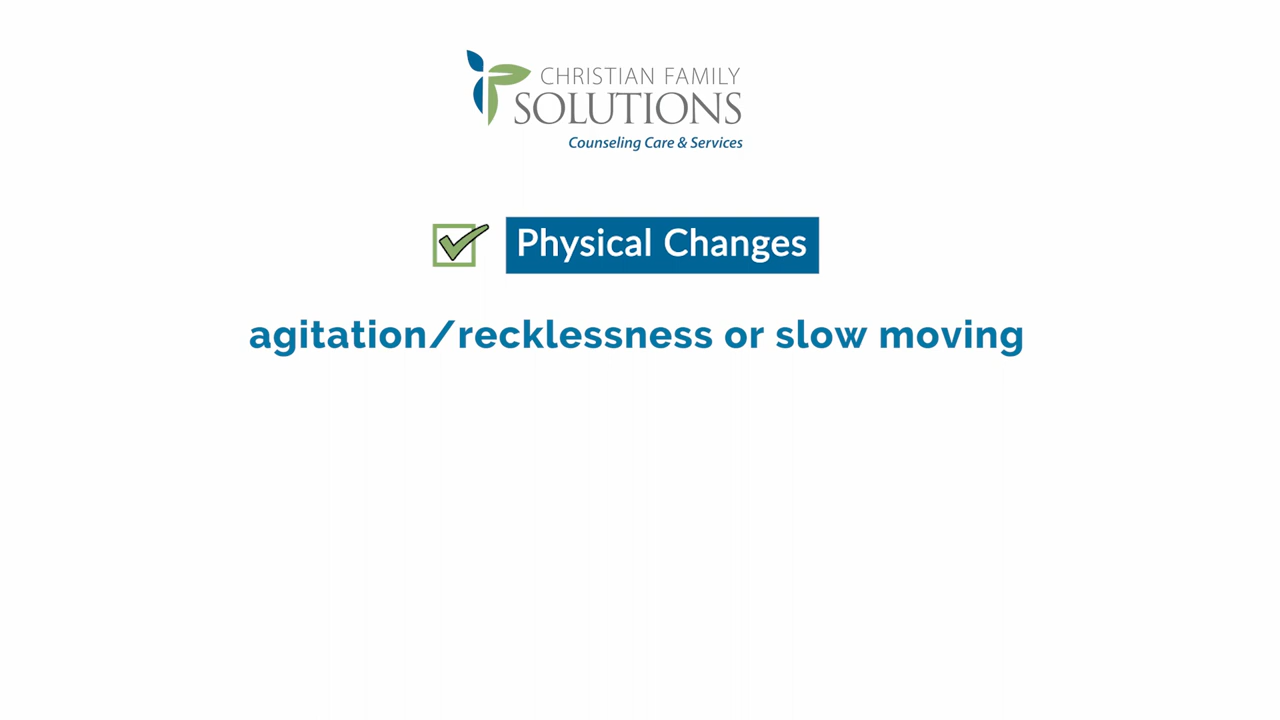 CHRISTIAN FAMILY
SOLUTIONS
Counseling Care & Services
Physical Changes
agitation/recklessness or slow moving